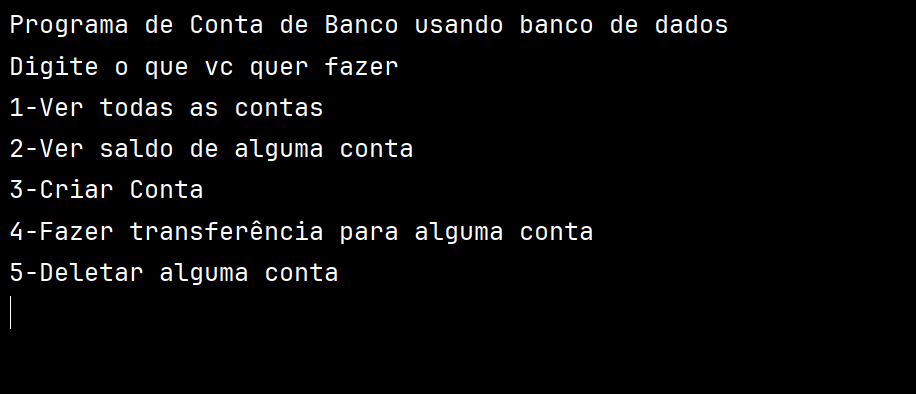 Programa de Conta de Banco usando banco de dados
Digite o que vc quer fazer
1-Ver todas as contas
2-Ver saldo de alguma conta
3-Criar Conta
4-Fazer transferência para alguma conta
5-Deletar alguma conta